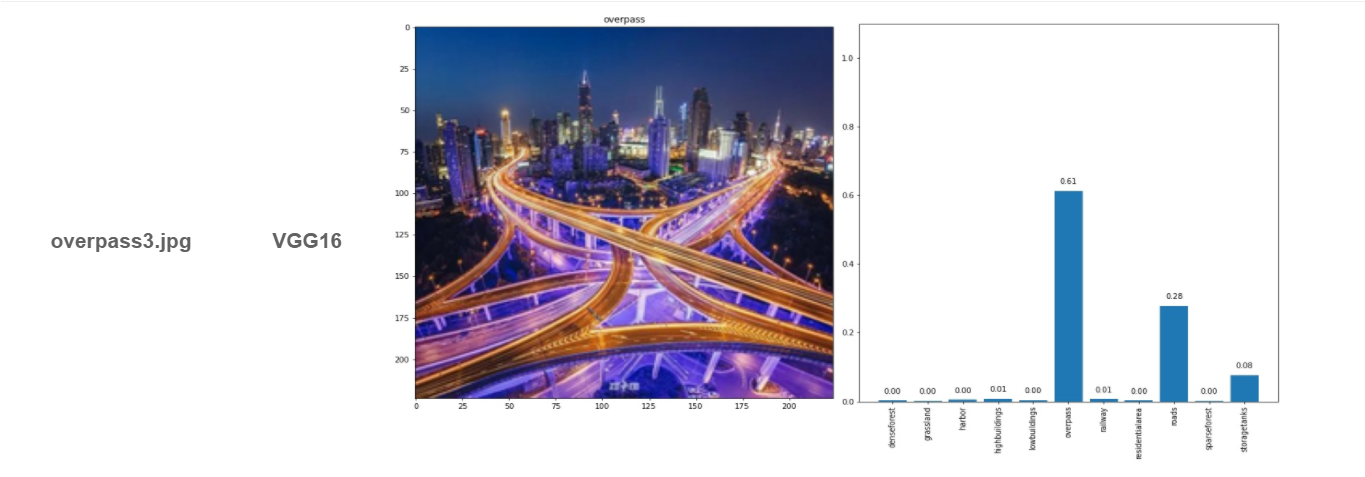 overpass
overpass3.jpg VGG16
0
25
50
75
100
125
150
175
200
0 25 50 75 100 125 150 175 200
1.0
0.8
0.6
0.4
0.2
0.0
0.00 0.00 0.00 0.01 0.00 0.61 0.01 0.00 0.28 0.00 0.08
denseforest
grassland
harbor
highbuildings
lowbuildings
overpass
railway
residentialarea
roads
sparseforest
storagetanks